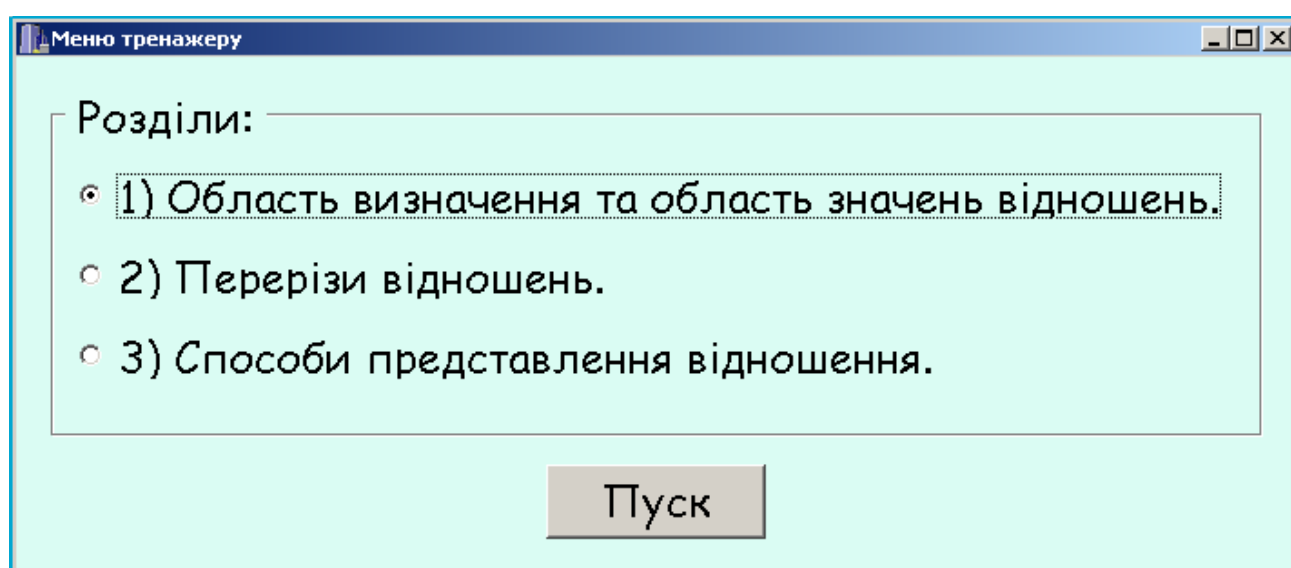 Меню тренажеру
Розділи:
1) Область визначення та область значень відношень.
2) Перерізи відношень.
3) Способи представлення відношення.
Пуск